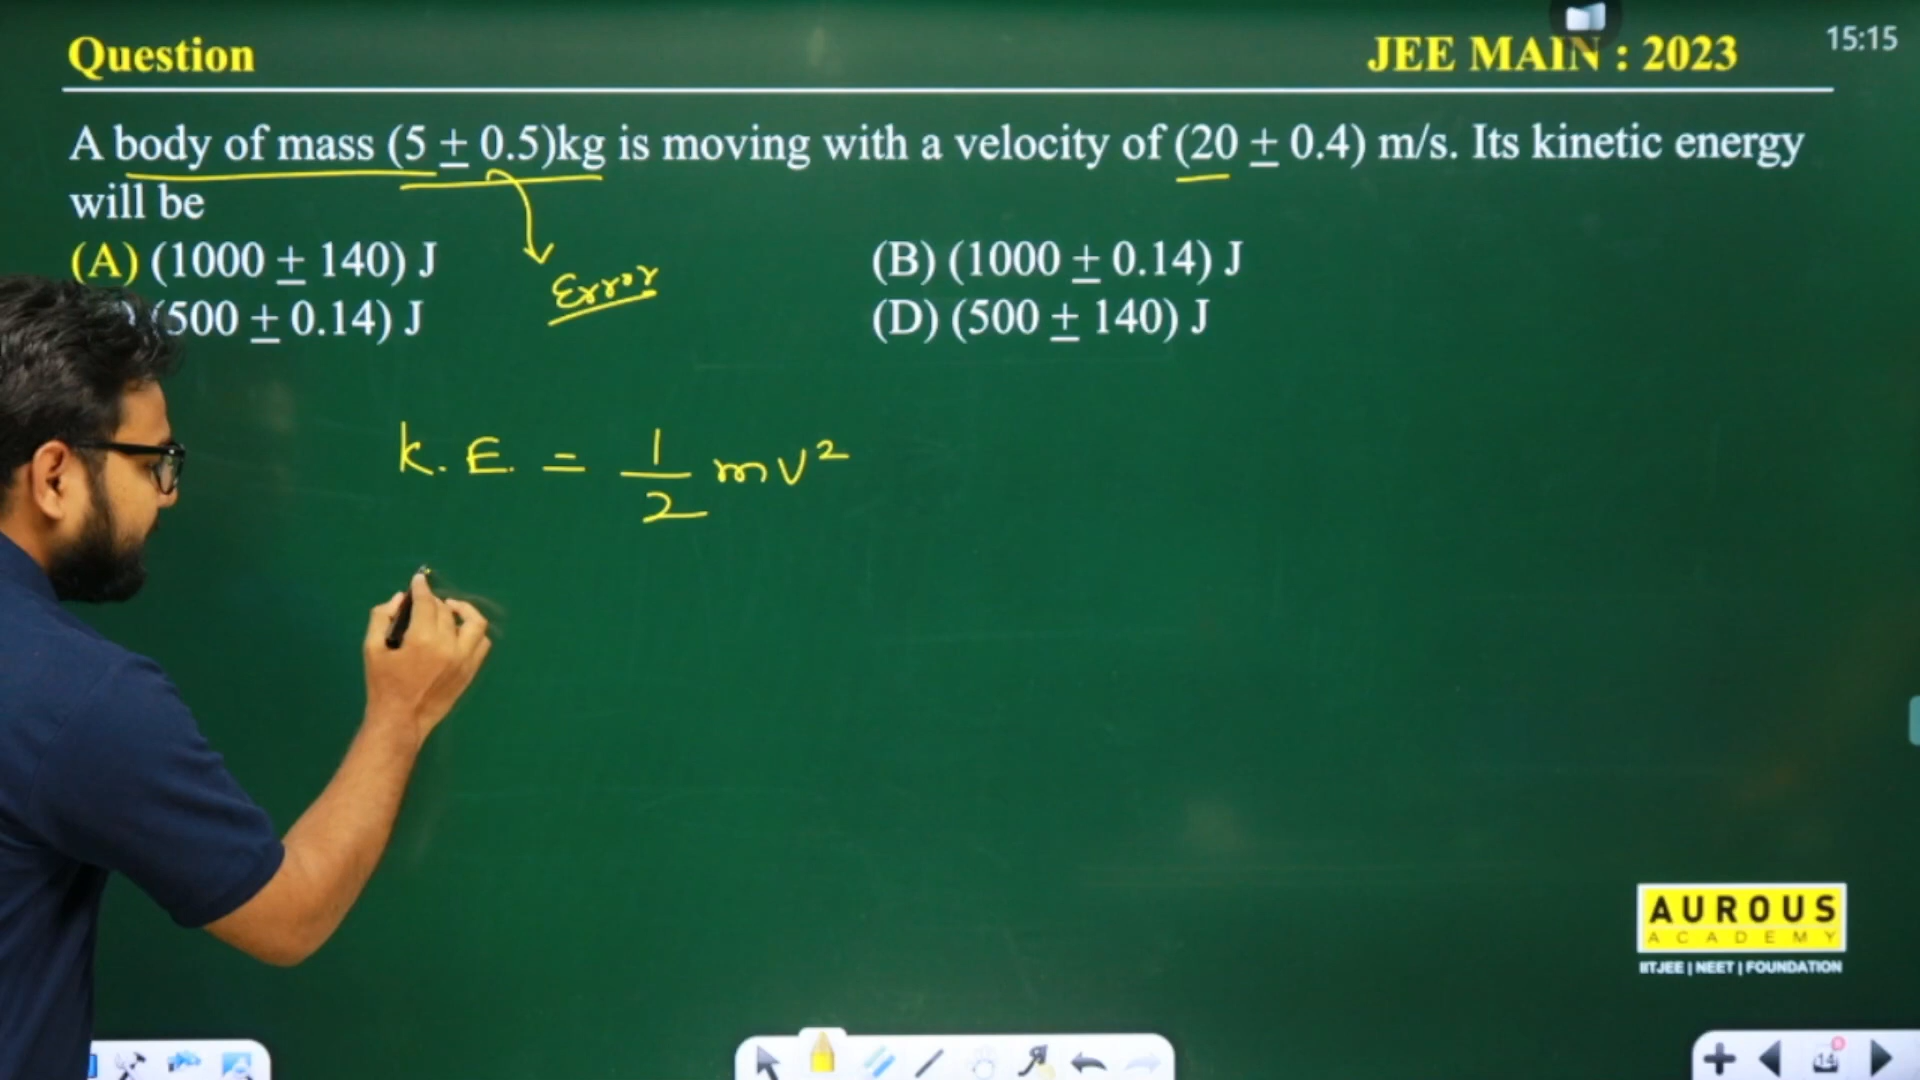 Question
JEE MAIN : 2023
15:15
A body of mass (5 ± 0.5)kg is moving with a velocity of (20 ± 0.4) m/s. Its kinetic energy
will be
(A) (1000 ± 140) J
(B) (1000 ± 0.14) J
(500 ± 0.14) J
(D) (500 ± 140) J
Error
K.E. = 1/2 mv²
AUROUS
ACADEMY
IITJEE | NEET | FOUNDATION
14